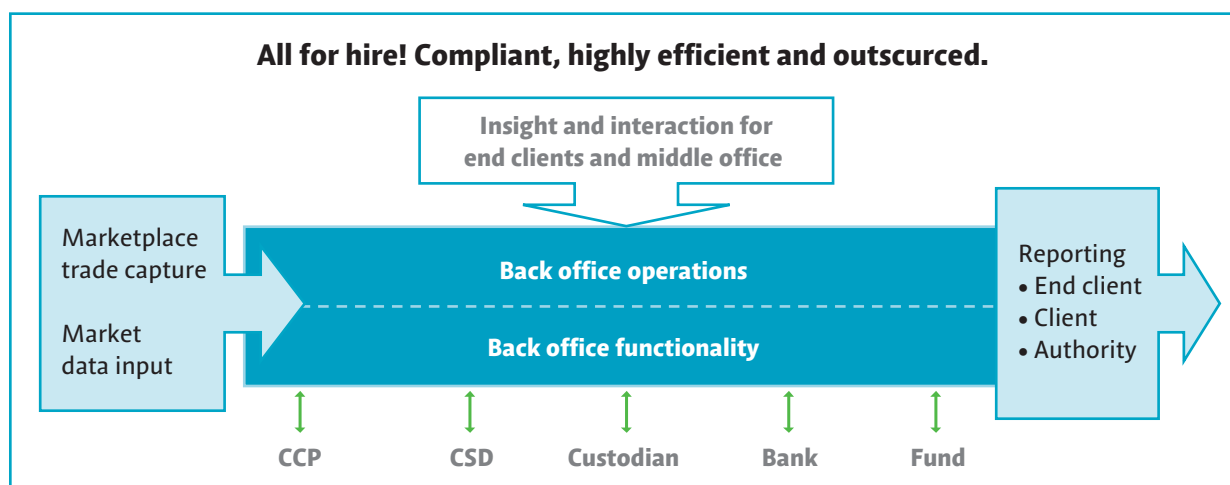 All for hire! Compliant, highly efficient and outscurced.
Insight and interaction for
end clients and middle office
Marketplace
trade capture
Market
data input
Back office operations
Back office functionality
Reporting
• End client
• Client
• Authority
CCP
CSD
Custodian
Bank
Fund